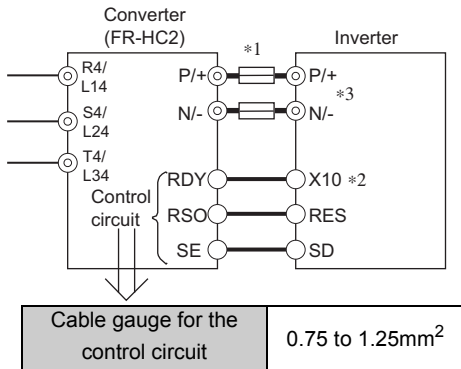 Converter
(FR-HC2)
*1
Inverter
R4/
L14
P/+
P/+
*3
S4/
L24
N/-
N/-
T4/
L34
Control
circuit
RDY
X10 *2
RSO
RES
SE
SD
Cable gauge for the
control circuit
0.75 to 1.25mm²